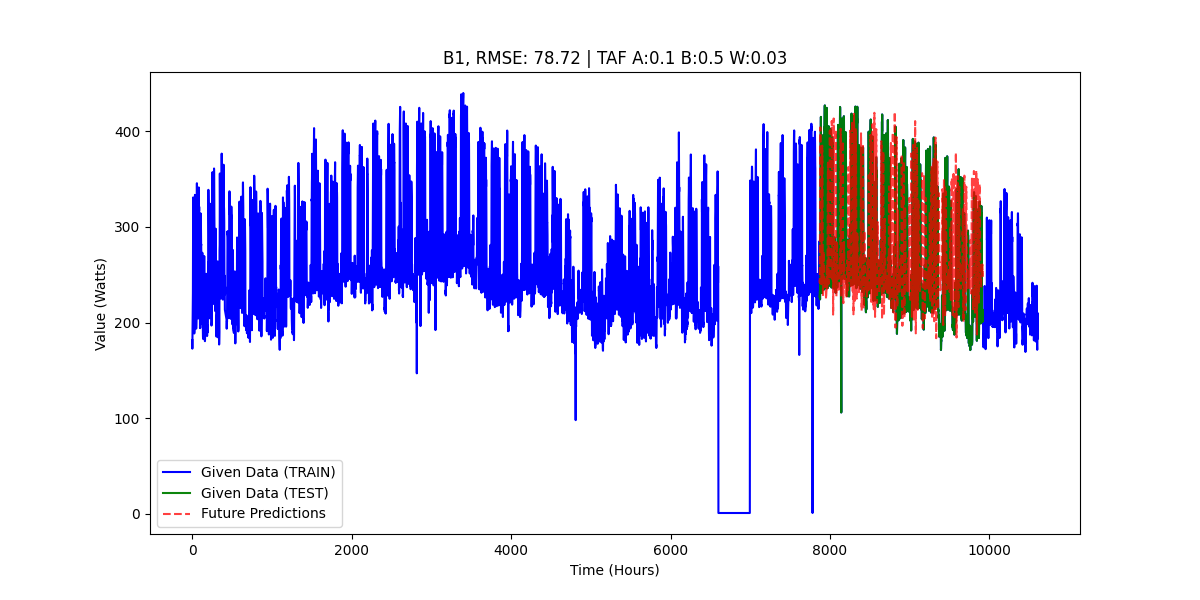 B1, RMSE: 78.72 | TAF A:0.1 B:0.5 W:0.03
Value (Watts)
400
300
200
100
0
Given Data (TRAIN)
Given Data (TEST)
Future Predictions
0 2000 4000 6000 8000 10000
Time (Hours)